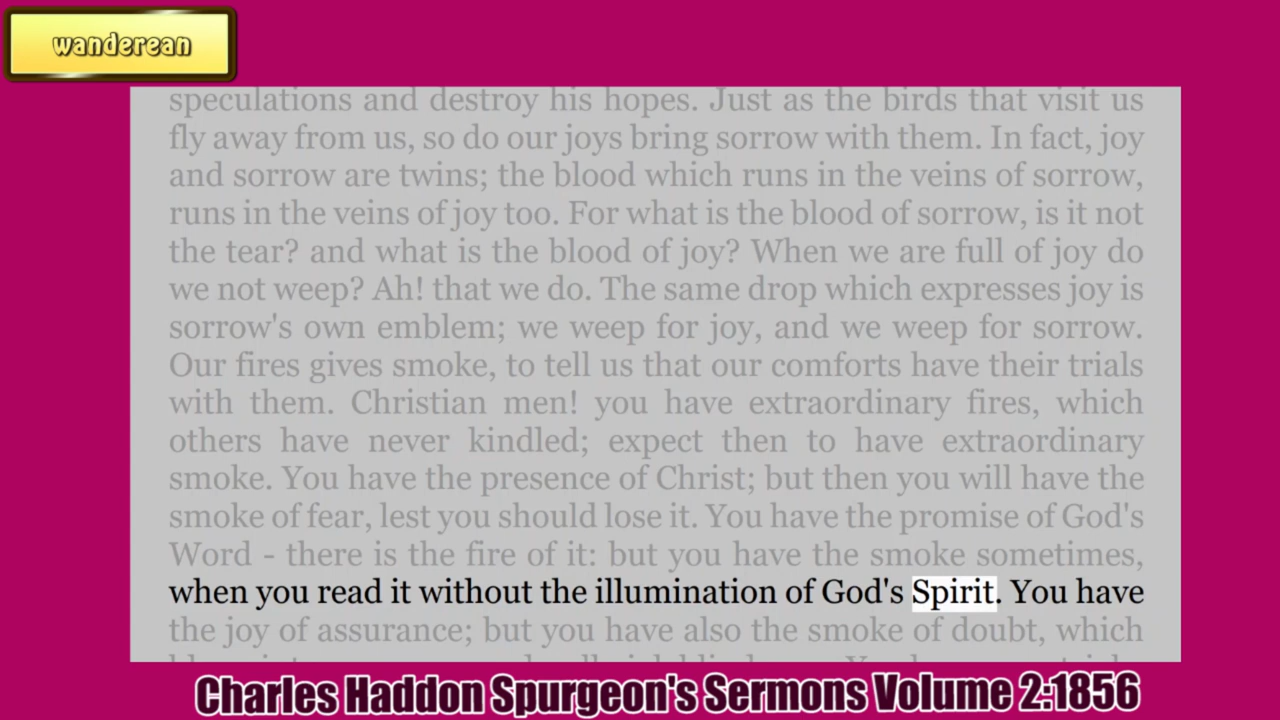 wanderean
speculations and destroy his hopes. Just as the birds that visit us
fly away from us, so do our joys bring sorrow with them. In fact, joy
and sorrow are twins; the blood which runs in the veins of sorrow,
runs in the veins of joy too. For what is the blood of sorrow, is it not
the tear? and what is the blood of joy? When we are full of joy do
we not weep? Ah! that we do. The same drop which expresses joy is
sorrow's own emblem; we weep for joy, and we weep for sorrow.
Our fires gives smoke, to tell us that our comforts have their trials
with them. Christian men! you have extraordinary fires, which
others have never kindled; expect then to have extraordinary
smoke. You have the presence of Christ; but then you will have the
smoke of fear, lest you should lose it. You have the promise of God's
Word - there is the fire of it: but you have the smoke sometimes,
when you read it without the illumination of God's Spirit. You have
the joy of assurance; but you have also the smoke of doubt, which
Charles Haddon Spurgeon's Sermons Volume 2:1856